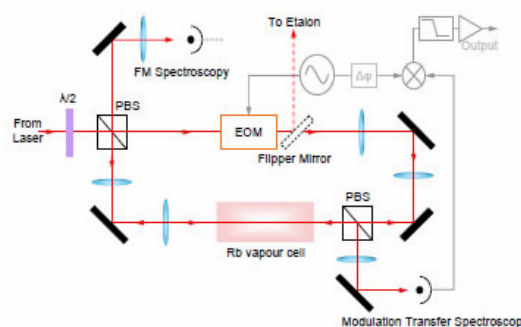 To Etalon
Output
FM Spectroscopy
Δφ
λ/2
PBS
From
Laser
EOM
Flipper Mirror
PBS
Rb vapour cell
Modulation Transfer Spectroscop